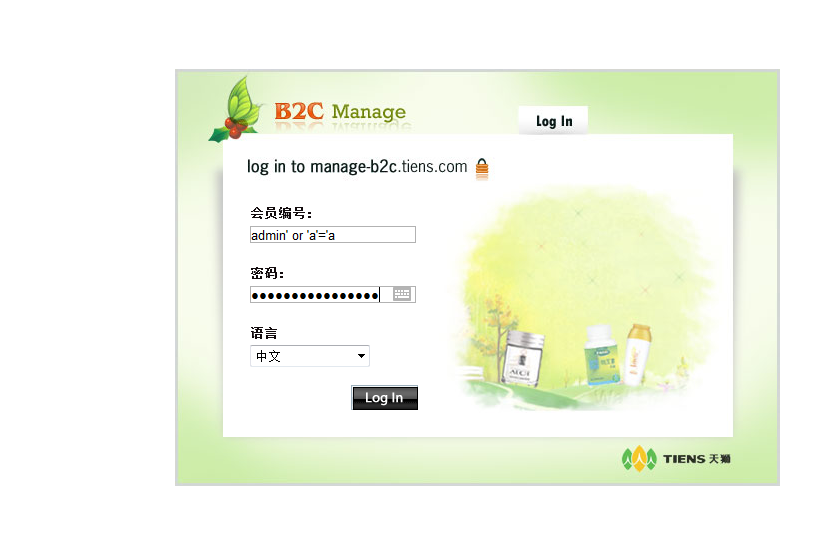 B2C Manage
Log In
log in to manage-b2c.tiens.com
会员编号：
admin' or 'a'='a
密码：
••••••••••••••••
语言
中文
Log In
TIENS 天狮